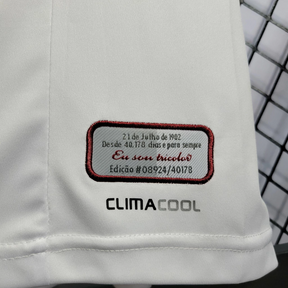 21 de Julho de 1902
Desde 40.178 dias e para sempre
Eu sou tricolor
Edição #08924/40178
CLIMACOOL